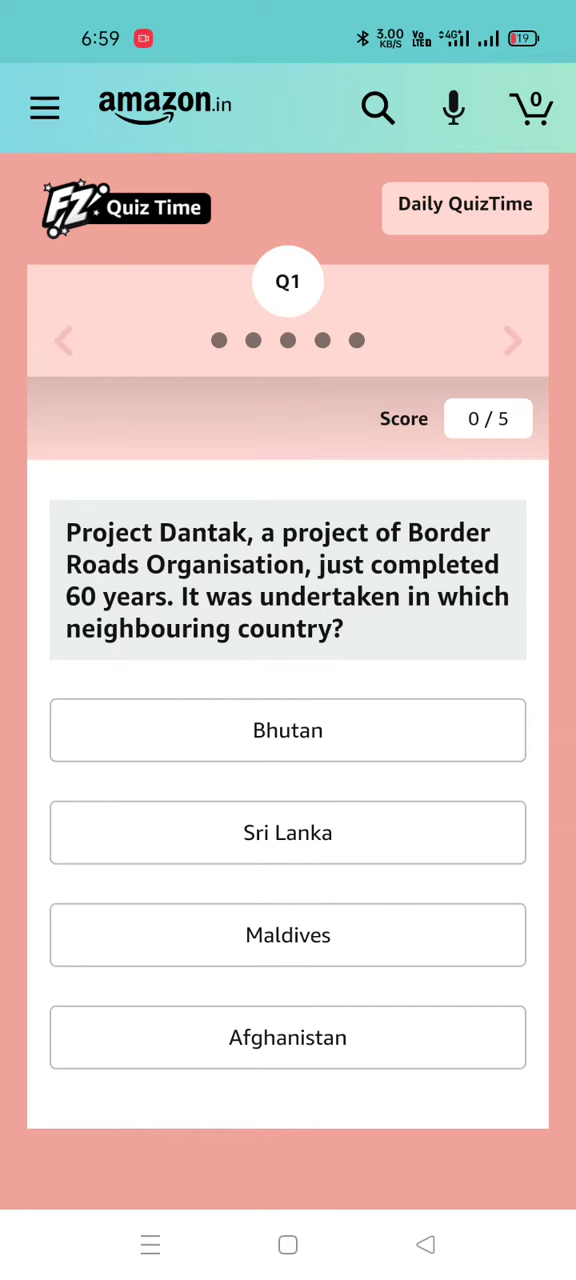 6:59 3.00 KB/S Vo LTED 4G+ 19
amazon.in 0
FZ Quiz Time Daily QuizTime
Q1
Score 0 / 5
Project Dantak, a project of Border
Roads Organisation, just completed
60 years. It was undertaken in which
neighbouring country?
Bhutan
Sri Lanka
Maldives
Afghanistan